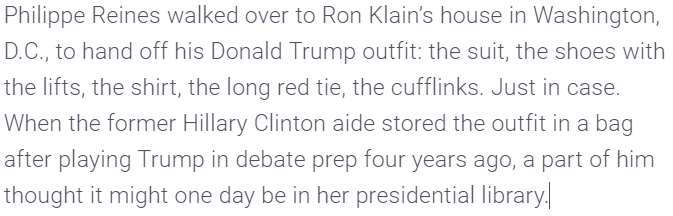 Philippe Reines walked over to Ron Klain’s house in Washington,
D.C., to hand off his Donald Trump outfit: the suit, the shoes with
the lifts, the shirt, the long red tie, the cufflinks. Just in case.
When the former Hillary Clinton aide stored the outfit in a bag
after playing Trump in debate prep four years ago, a part of him
thought it might one day be in her presidential library.